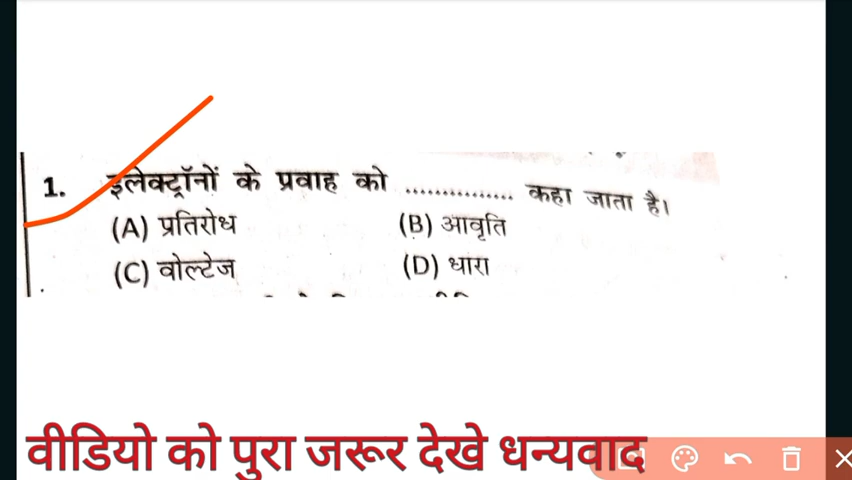 1. इलेक्ट्रॉनों के प्रवाह को ................ कहा जाता है।
(A) प्रतिरोध (B) आवृति
(C) वोल्टेज (D) धारा
वीडियो को पुरा जरूर देखे धन्यवाद